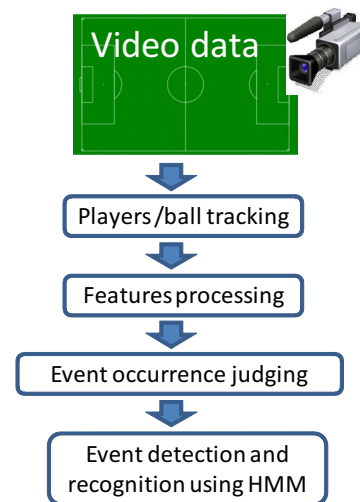 Video data
Players/ball tracking
Features processing
Event occurrence judging
Event detection and
recognition using HMM